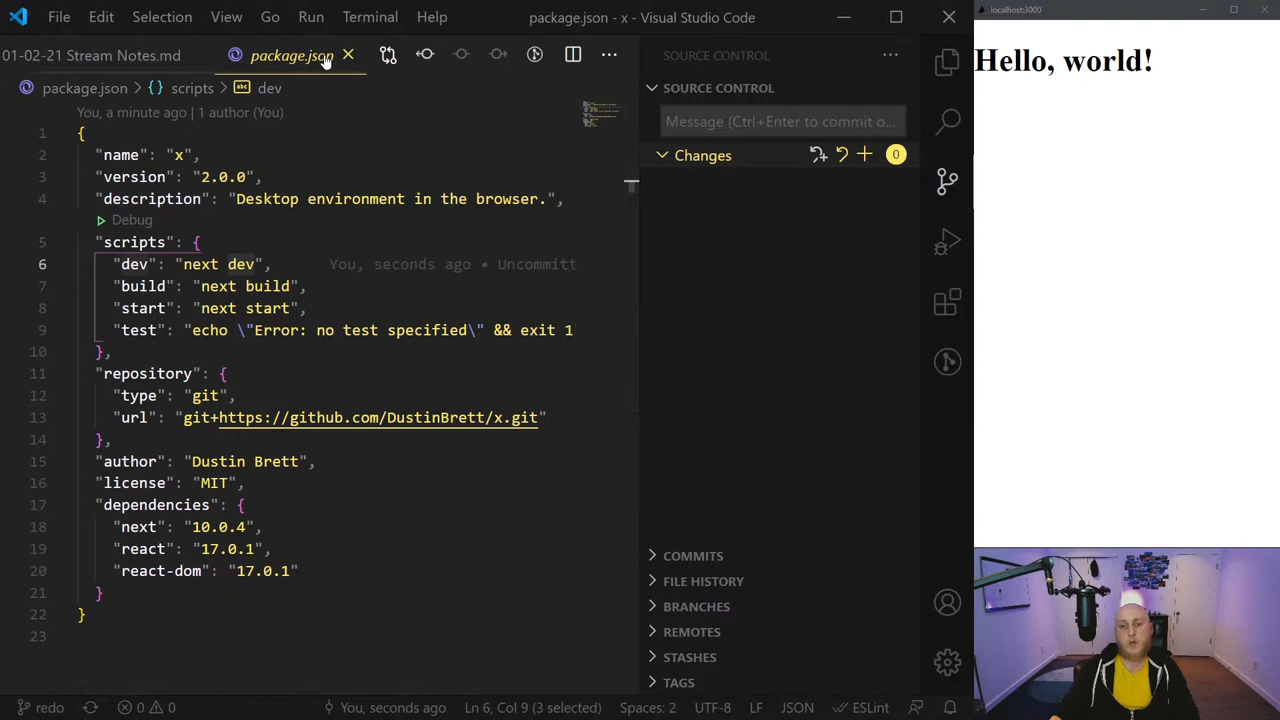 File Edit Selection View Go Run Terminal Help package.json - x - Visual Studio Code
localhost:3000
01-02-21 Stream Notes.md package.json
package.json scripts dev
You, a minute ago | 1 author (You)
1 {
2 "name": "x",
3 "version": "2.0.0",
4 "description": "Desktop environment in the browser.",
Debug
5 "scripts": {
6 "dev": "next dev", You, seconds ago • Uncommitt
7 "build": "next build",
8 "start": "next start",
9 "test": "echo \"Error: no test specified\" && exit 1
10 },
11 "repository": {
12 "type": "git",
13 "url": "git+https://github.com/DustinBrett/x.git"
14 },
15 "author": "Dustin Brett",
16 "license": "MIT",
17 "dependencies": {
18 "next": "10.0.4",
19 "react": "17.0.1",
20 "react-dom": "17.0.1"
21 }
22 }
23
SOURCE CONTROL
SOURCE CONTROL
Message (Ctrl+Enter to commit o...
Changes 0
COMMITS
FILE HISTORY
BRANCHES
REMOTES
STASHES
TAGS
Hello, world!
redo 0 0 You, seconds ago Ln 6, Col 9 (3 selected) Spaces: 2 UTF-8 LF JSON ESLint